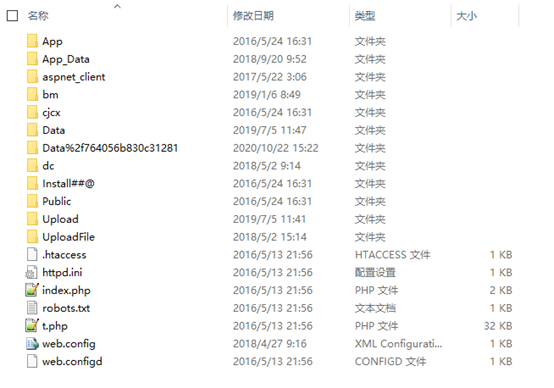 名称 修改日期 类型 大小
App 2016/5/24 16:31 文件夹
App_Data 2018/9/20 9:52 文件夹
aspnet_client 2017/5/22 3:06 文件夹
bm 2019/1/6 8:49 文件夹
cjcx 2016/5/24 16:31 文件夹
Data 2019/7/5 11:47 文件夹
Data%2f764056b830c31281 2020/10/22 15:22 文件夹
dc 2018/5/2 9:14 文件夹
Install##@ 2016/5/24 16:31 文件夹
Public 2016/5/24 16:31 文件夹
Upload 2019/7/5 11:41 文件夹
UploadFile 2018/5/2 15:14 文件夹
.htaccess 2016/5/13 21:56 HTACCESS 文件 1 KB
httpd.ini 2016/5/13 21:56 配置设置 1 KB
index.php 2016/5/13 21:56 PHP 文件 2 KB
robots.txt 2016/5/13 21:56 文本文档 1 KB
t.php 2016/5/13 21:56 PHP 文件 32 KB
web.config 2018/4/27 9:16 XML Configurati... 1 KB
web.configd 2016/5/13 21:56 CONFIGD 文件 1 KB